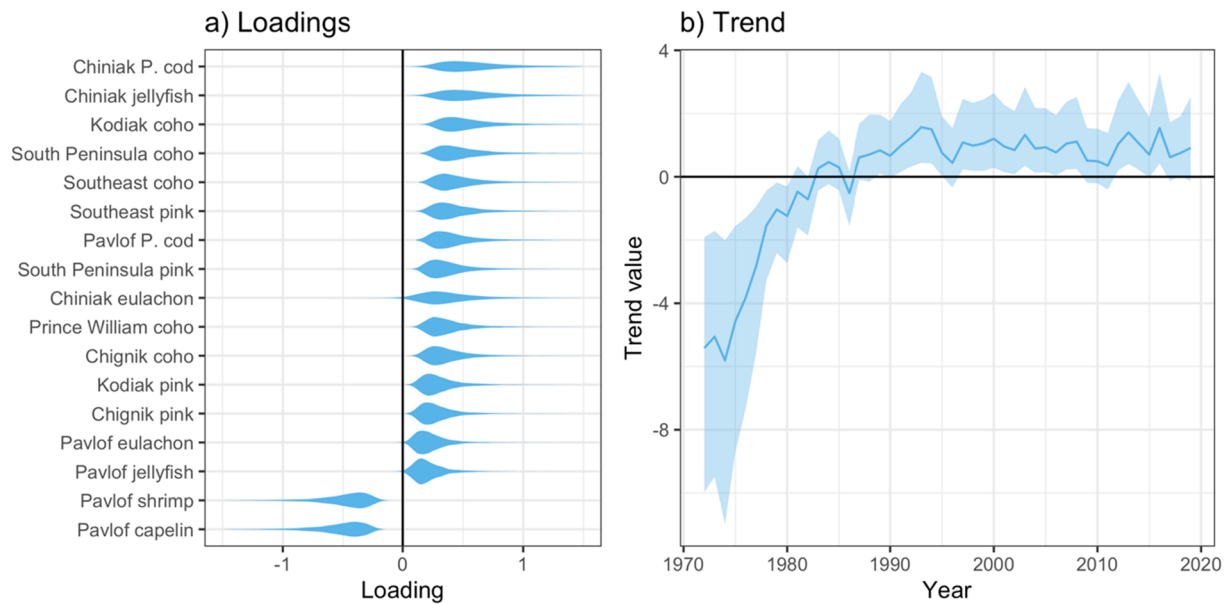 a) Loadings
Chiniak P. cod
Chiniak jellyfish
Kodiak coho
South Peninsula coho
Southeast coho
Southeast pink
Pavlof P. cod
South Peninsula pink
Chiniak eulachon
Prince William coho
Chignik coho
Kodiak pink
Chignik pink
Pavlof eulachon
Pavlof jellyfish
Pavlof shrimp
Pavlof capelin
-1 0 1
Loading
b) Trend
Trend value
4
0
-4
-8
1970 1980 1990 2000 2010 2020
Year